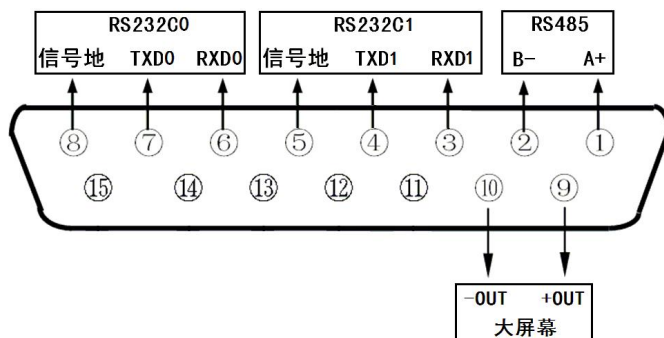 RS232C0 RS232C1 RS485
信号地 TXD0 RXD0 信号地 TXD1 RXD1 B- A+
⑧ ⑦ ⑥ ⑤ ④ ③ ② ①
⑮ ⑭ ⑬ ⑫ ⑪ ⑩ ⑨
-OUT +OUT
大屏幕